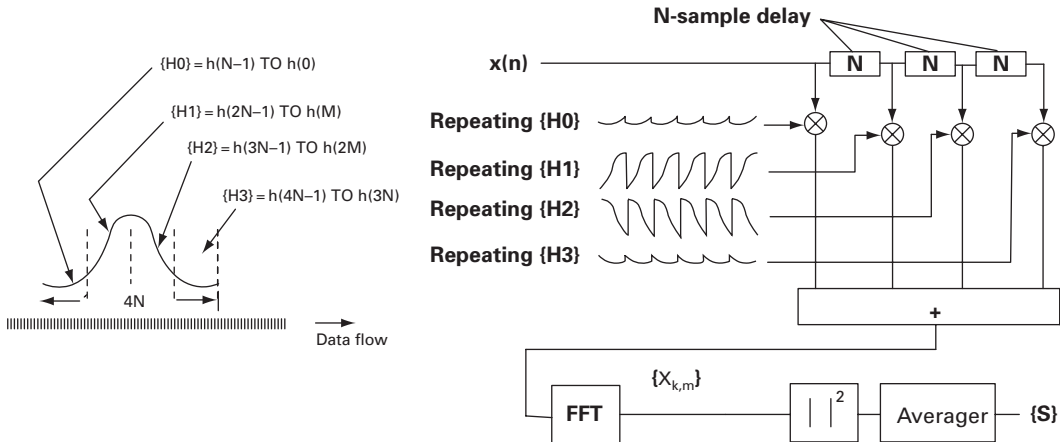 N-sample delay
x(n)
N
N
N
{H0} = h(N–1) TO h(0)
{H1} = h(2N–1) TO h(M)
{H2} = h(3N–1) TO h(2M)
{H3} = h(4N–1) TO h(3N)
4N
Data flow
Repeating {H0}
Repeating {H1}
Repeating {H2}
Repeating {H3}
+
{X k,m}
FFT
| | 2
Averager
{S}